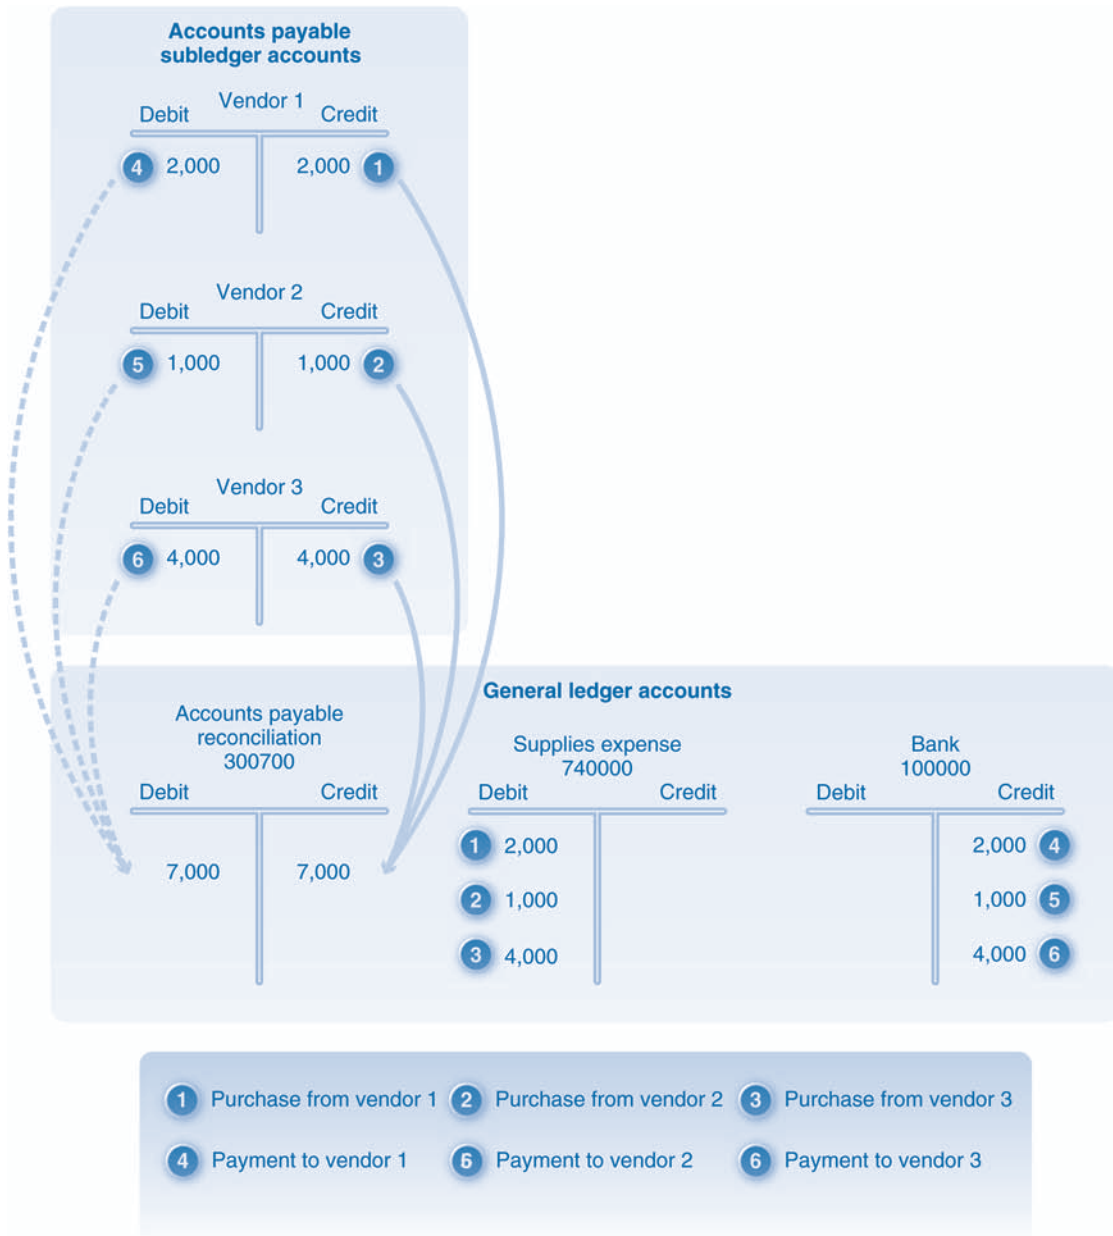 Accounts payable
subledger accounts
Vendor 1
Debit Credit
4 2,000 2,000 1
Vendor 2
Debit Credit
5 1,000 1,000 2
Vendor 3
Debit Credit
6 4,000 4,000 3
General ledger accounts
Accounts payable
reconciliation
300700
Debit Credit
7,000 7,000
Supplies expense
740000
Debit Credit
1 2,000
2 1,000
3 4,000
Bank
100000
Debit Credit
2,000 4
1,000 5
4,000 6
1 Purchase from vendor 1 2 Purchase from vendor 2 3 Purchase from vendor 3
4 Payment to vendor 1 5 Payment to vendor 2 6 Payment to vendor 3